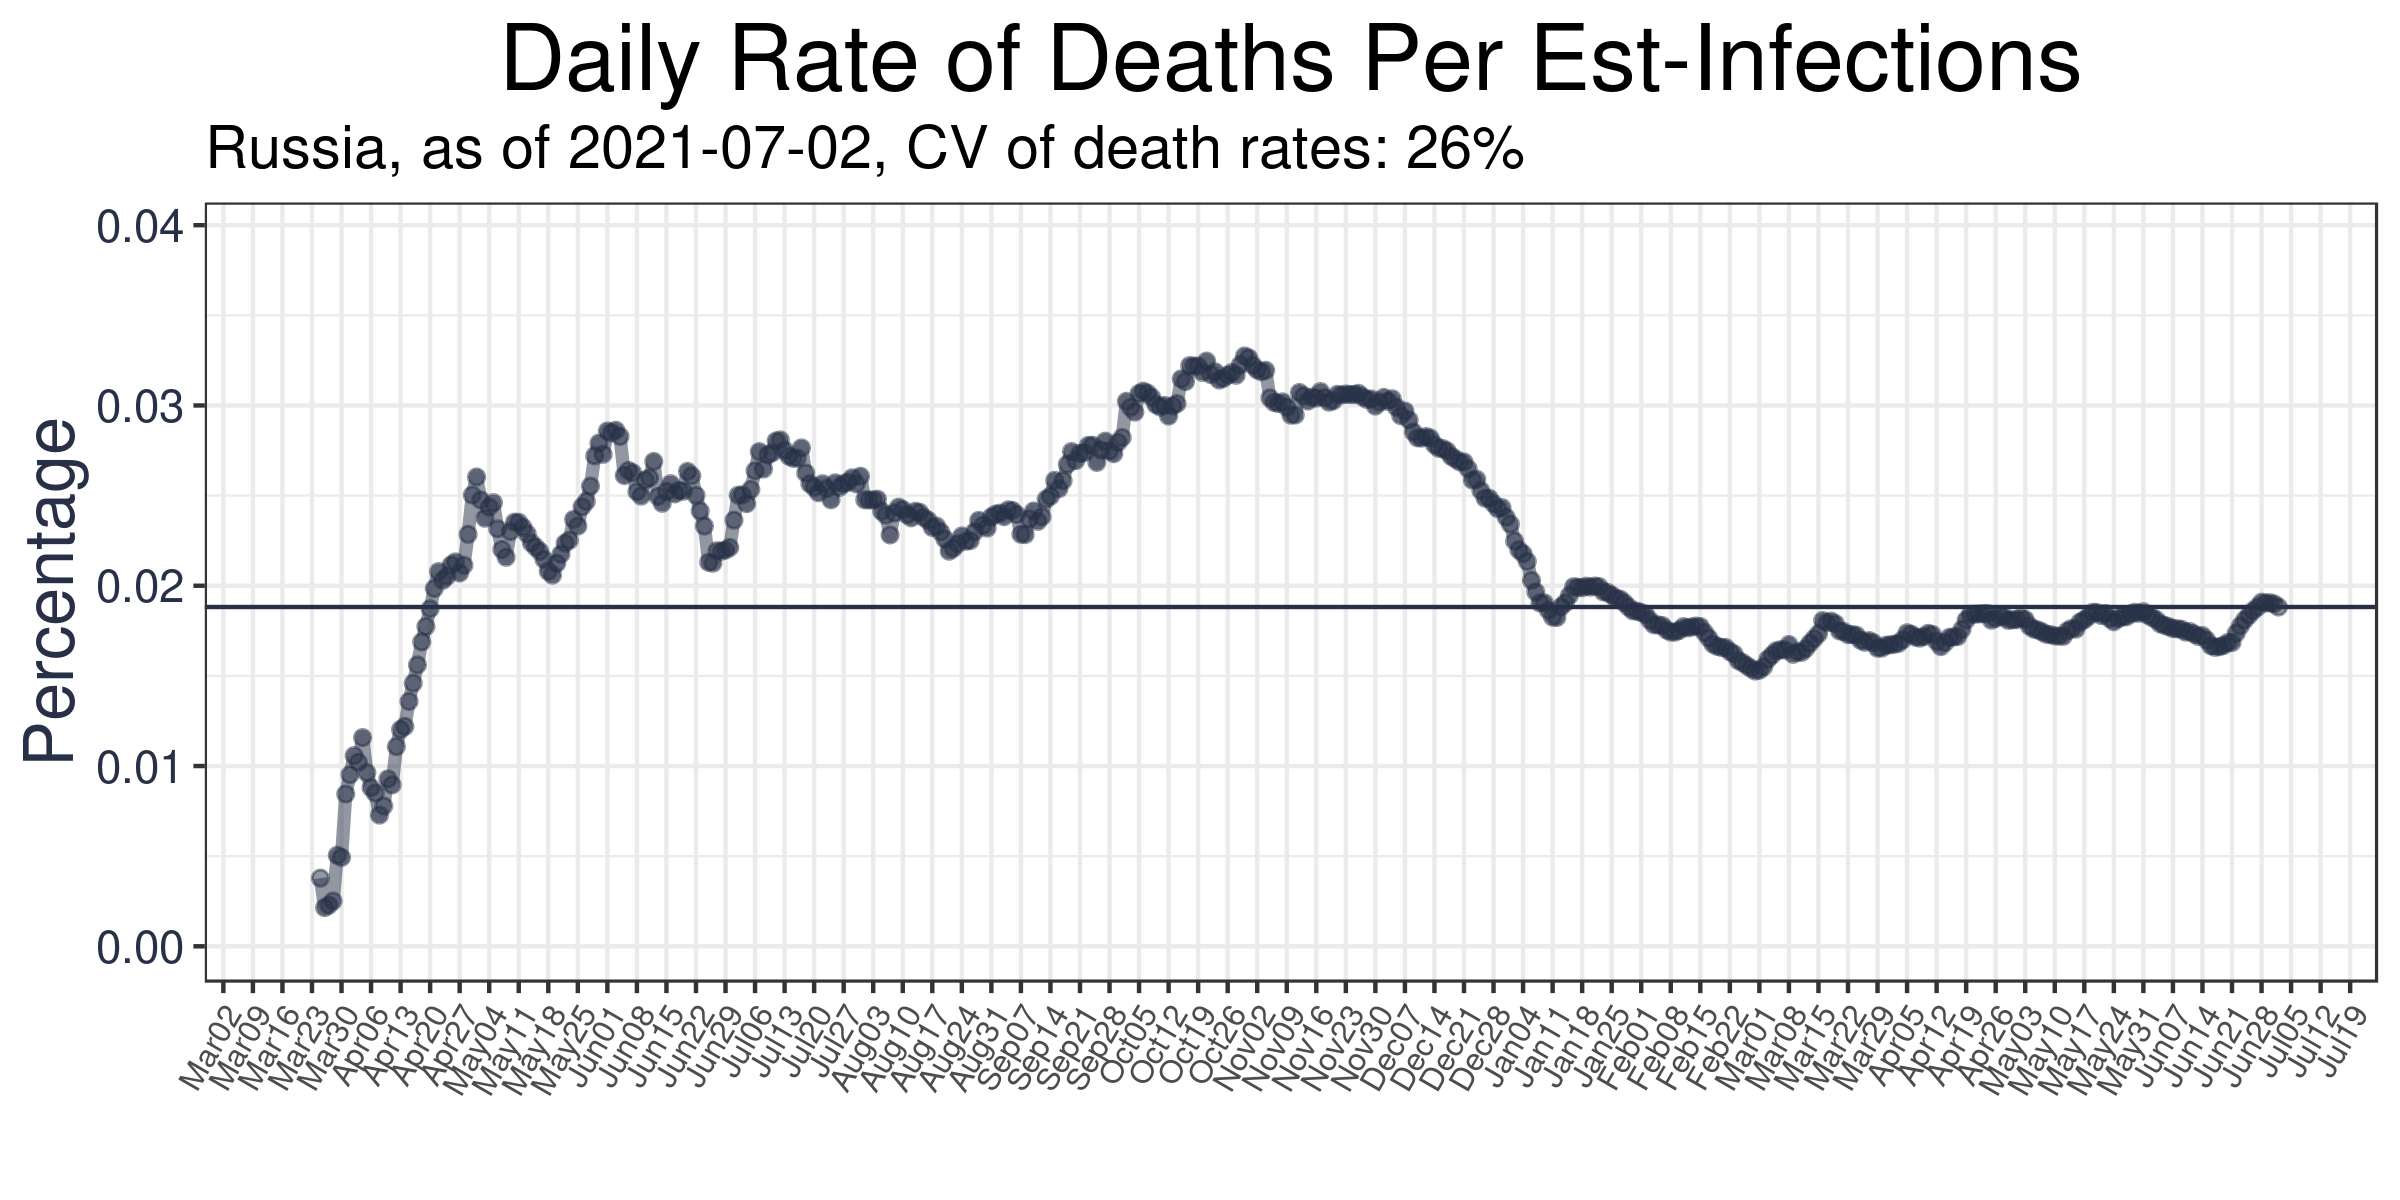 Daily Rate of Deaths Per Est-Infections
Russia, as of 2021-07-02, CV of death rates: 26%
Percentage
0.04
0.03
0.02
0.01
0.00
Mar02
Mar09
Mar16
Mar23
Mar30
Apr06
Apr13
Apr20
Apr27
May04
May11
May18
May25
Jun01
Jun08
Jun15
Jun22
Jun29
Jul06
Jul13
Jul20
Jul27
Aug03
Aug10
Aug17
Aug24
Aug31
Sep07
Sep14
Sep21
Sep28
Oct05
Oct12
Oct19
Oct26
Nov02
Nov09
Nov16
Nov23
Nov30
Dec07
Dec14
Dec21
Dec28
Jan04
Jan11
Jan18
Jan25
Feb01
Feb08
Feb15
Feb22
Mar01
Mar08
Mar15
Mar22
Mar29
Apr05
Apr12
Apr19
Apr26
May03
May10
May17
May24
May31
Jun07
Jun14
Jun21
Jun28
Jul05
Jul12
Jul19